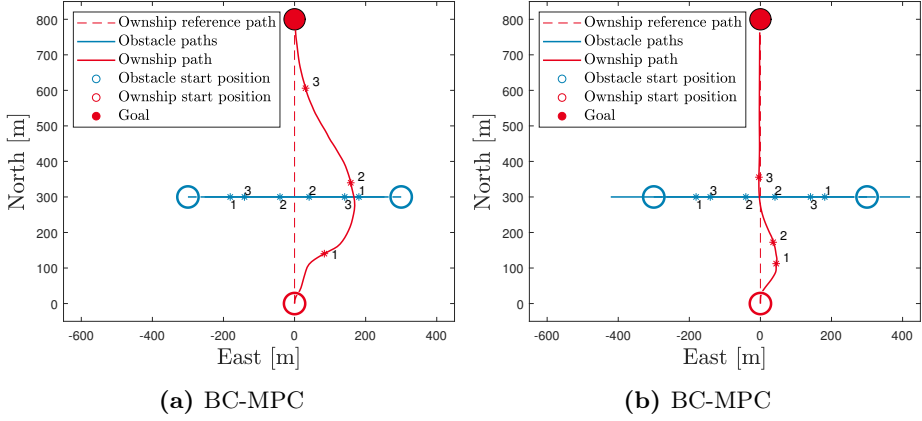 Ownship reference path
Obstacle paths
Ownship path
Obstacle start position
Ownship start position
Goal
North [m]
800
700
600
500
400
300
200
100
0
3
2
3 2 1
1 2 3
1
-600 -400 -200 0 200 400
East [m]
(a) BC-MPC
Ownship reference path
Obstacle paths
Ownship path
Obstacle start position
Ownship start position
Goal
North [m]
800
700
600
500
400
300
200
100
0
3
3 2 1
1 2 3
2
1
-600 -400 -200 0 200 400
East [m]
(b) BC-MPC